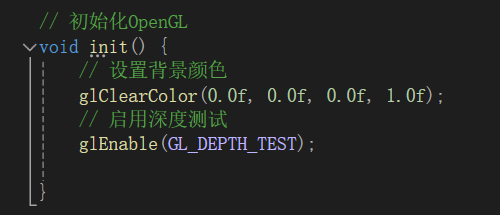 // 初始化OpenGL
void init() {
// 设置背景颜色
glClearColor(0.0f, 0.0f, 0.0f, 1.0f);
// 启用深度测试
glEnable(GL_DEPTH_TEST);
}